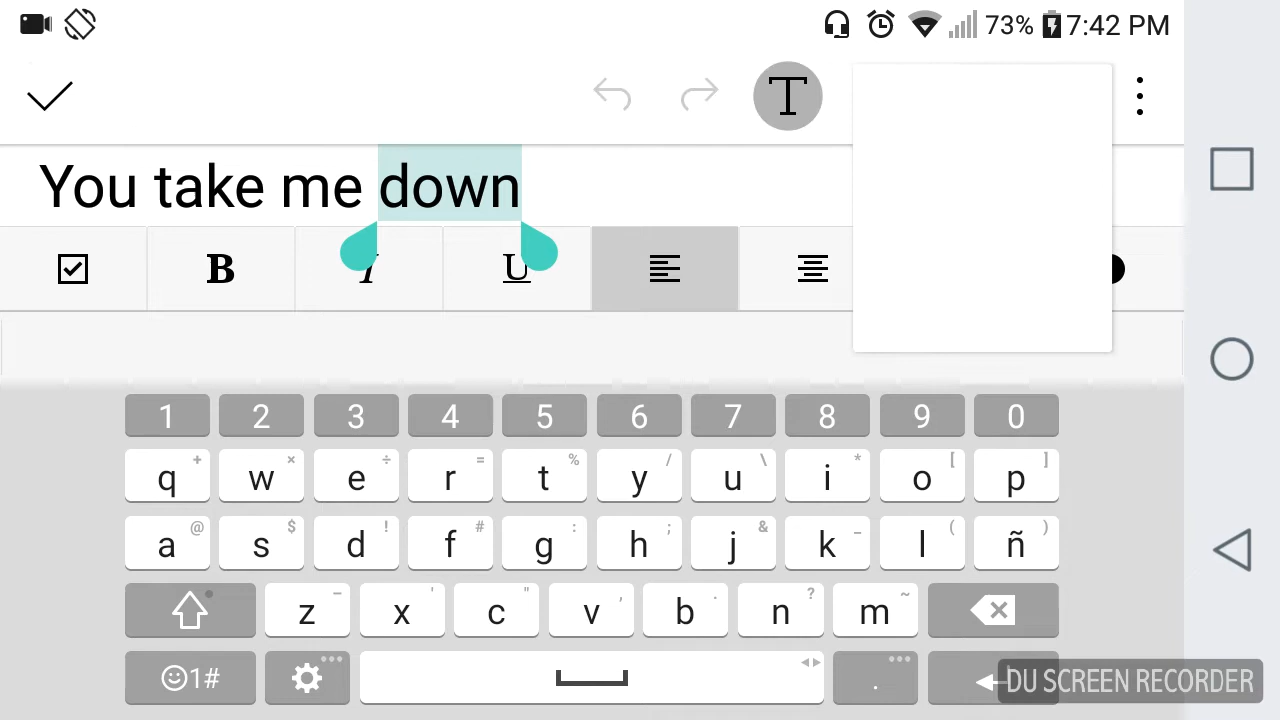 73% 7:42 PM
T
You take me down
B I U
1 2 3 4 5 6 7 8 9 0
q + w × e ÷ r = t % y / u \ i * o [ p ]
a @ s $ d ! f # g : h ; j & k _ l ( ñ )
z − x ' c " v , b . n ? m ~
1# .
DU SCREEN RECORDER